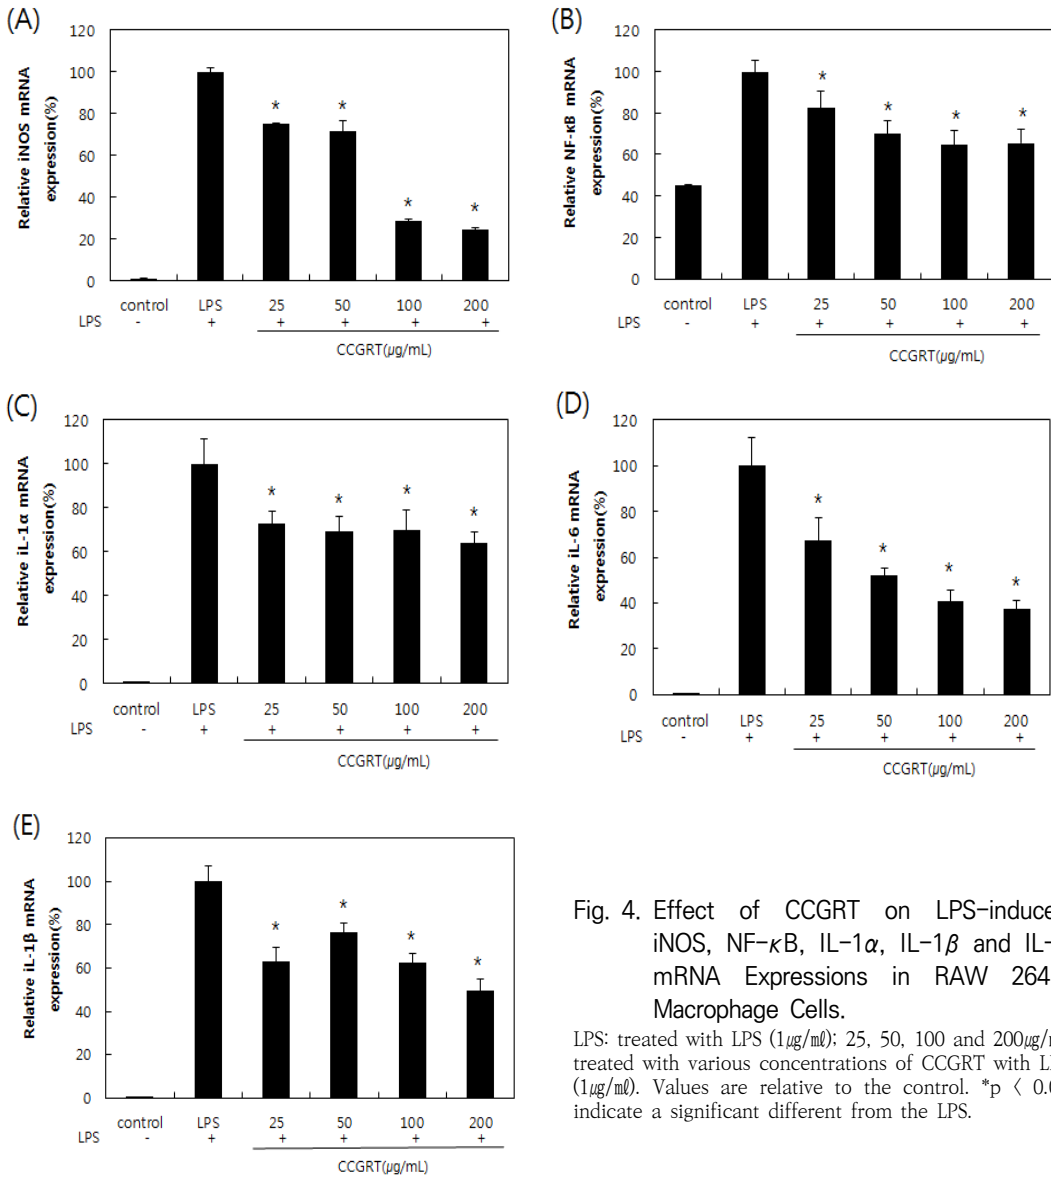 (A)
Relative iNOS mRNA
expression(%)
120
100
80
60
40
20
0
* * * *
control LPS 25 50 100 200
LPS - + + + + +
CCGRT(μg/mL)
(B)
Relative NF-κB mRNA
expression(%)
120
100
80
60
40
20
0
* * * *
control LPS 25 50 100 200
LPS - + + + + +
CCGRT(μg/mL)
(C)
Relative iL-1α mRNA
expression(%)
120
100
80
60
40
20
0
* * * *
control LPS 25 50 100 200
LPS - + + + + +
CCGRT(μg/mL)
(D)
Relative iL-6 mRNA
expression(%)
120
100
80
60
40
20
0
* * * *
control LPS 25 50 100 200
LPS - + + + + +
CCGRT(μg/mL)
(E)
Relative iL-1β mRNA
expression(%)
120
100
80
60
40
20
0
* * * *
control LPS 25 50 100 200
LPS - + + + + +
CCGRT(μg/mL)
Fig. 4. Effect of CCGRT on LPS-induce
iNOS, NF-κB, IL-1α, IL-1β and IL-
mRNA Expressions in RAW 264
Macrophage Cells.
LPS: treated with LPS (1㎍/㎖); 25, 50, 100 and 200㎍/
treated with various concentrations of CCGRT with L
(1㎍/㎖). Values are relative to the control. *p < 0.0
indicate a significant different from the LPS.